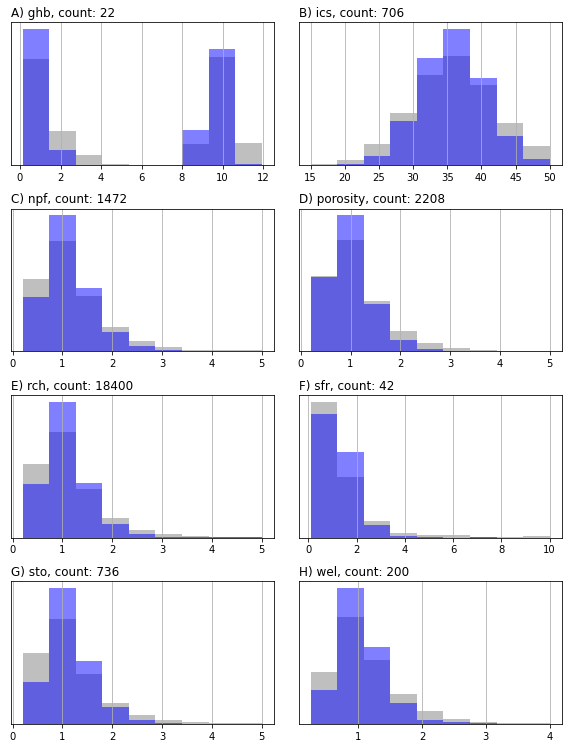 A) ghb, count: 22
0 2 4 6 8 10 12
B) ics, count: 706
15 20 25 30 35 40 45 50
C) npf, count: 1472
0 1 2 3 4 5
D) porosity, count: 2208
0 1 2 3 4 5
E) rch, count: 18400
0 1 2 3 4 5
F) sfr, count: 42
0 2 4 6 8 10
G) sto, count: 736
0 1 2 3 4 5
H) wel, count: 200
1 2 3 4